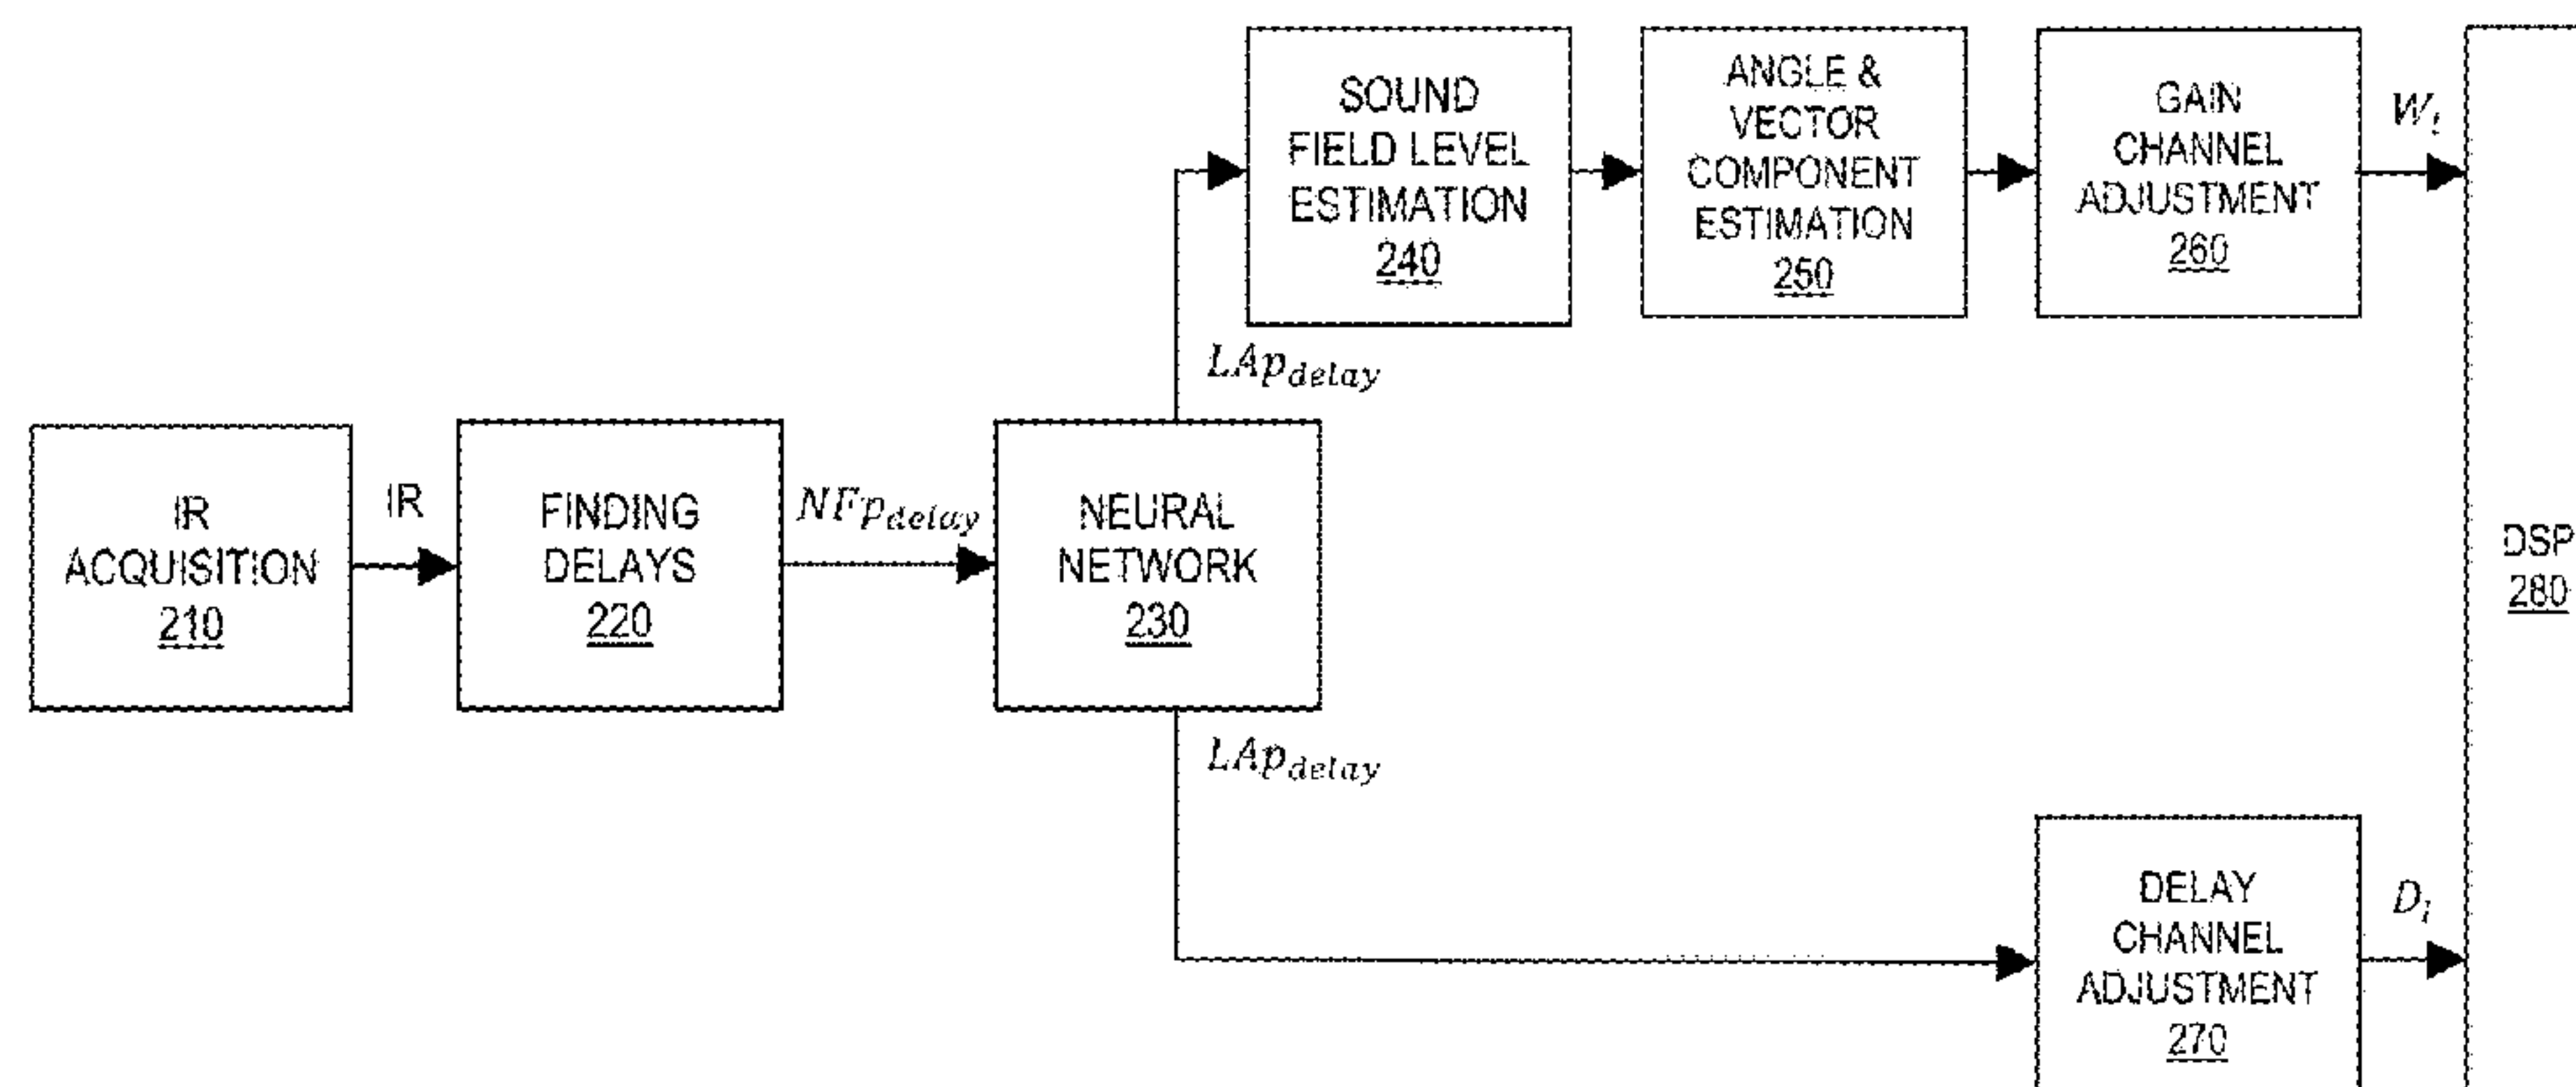 SOUND
FIELD LEVEL
ESTIMATION
240
ANGLE &
VECTOR
COMPONENT
ESTIMATION
250
GAIN
CHANNEL
ADJUSTMENT
260
W_i
LAp_delay
IR
ACQUISITION
210
IR
FINDING
DELAYS
220
NFp_delay
NEURAL
NETWORK
230
DSP
280
LAp_delay
DELAY
CHANNEL
ADJUSTMENT
270
D_i